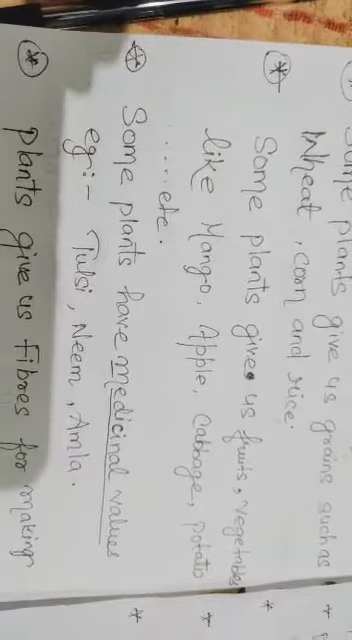 Some plants give us grains such as
Wheat, corn and rice.
* Some plants give us fruits, vegetables
like Mango, Apple, Cabbage, potato
.....etc.
* Some plants have medicinal values
eg:- Tulsi, Neem, Amla.
* Plants give us Fibres for making